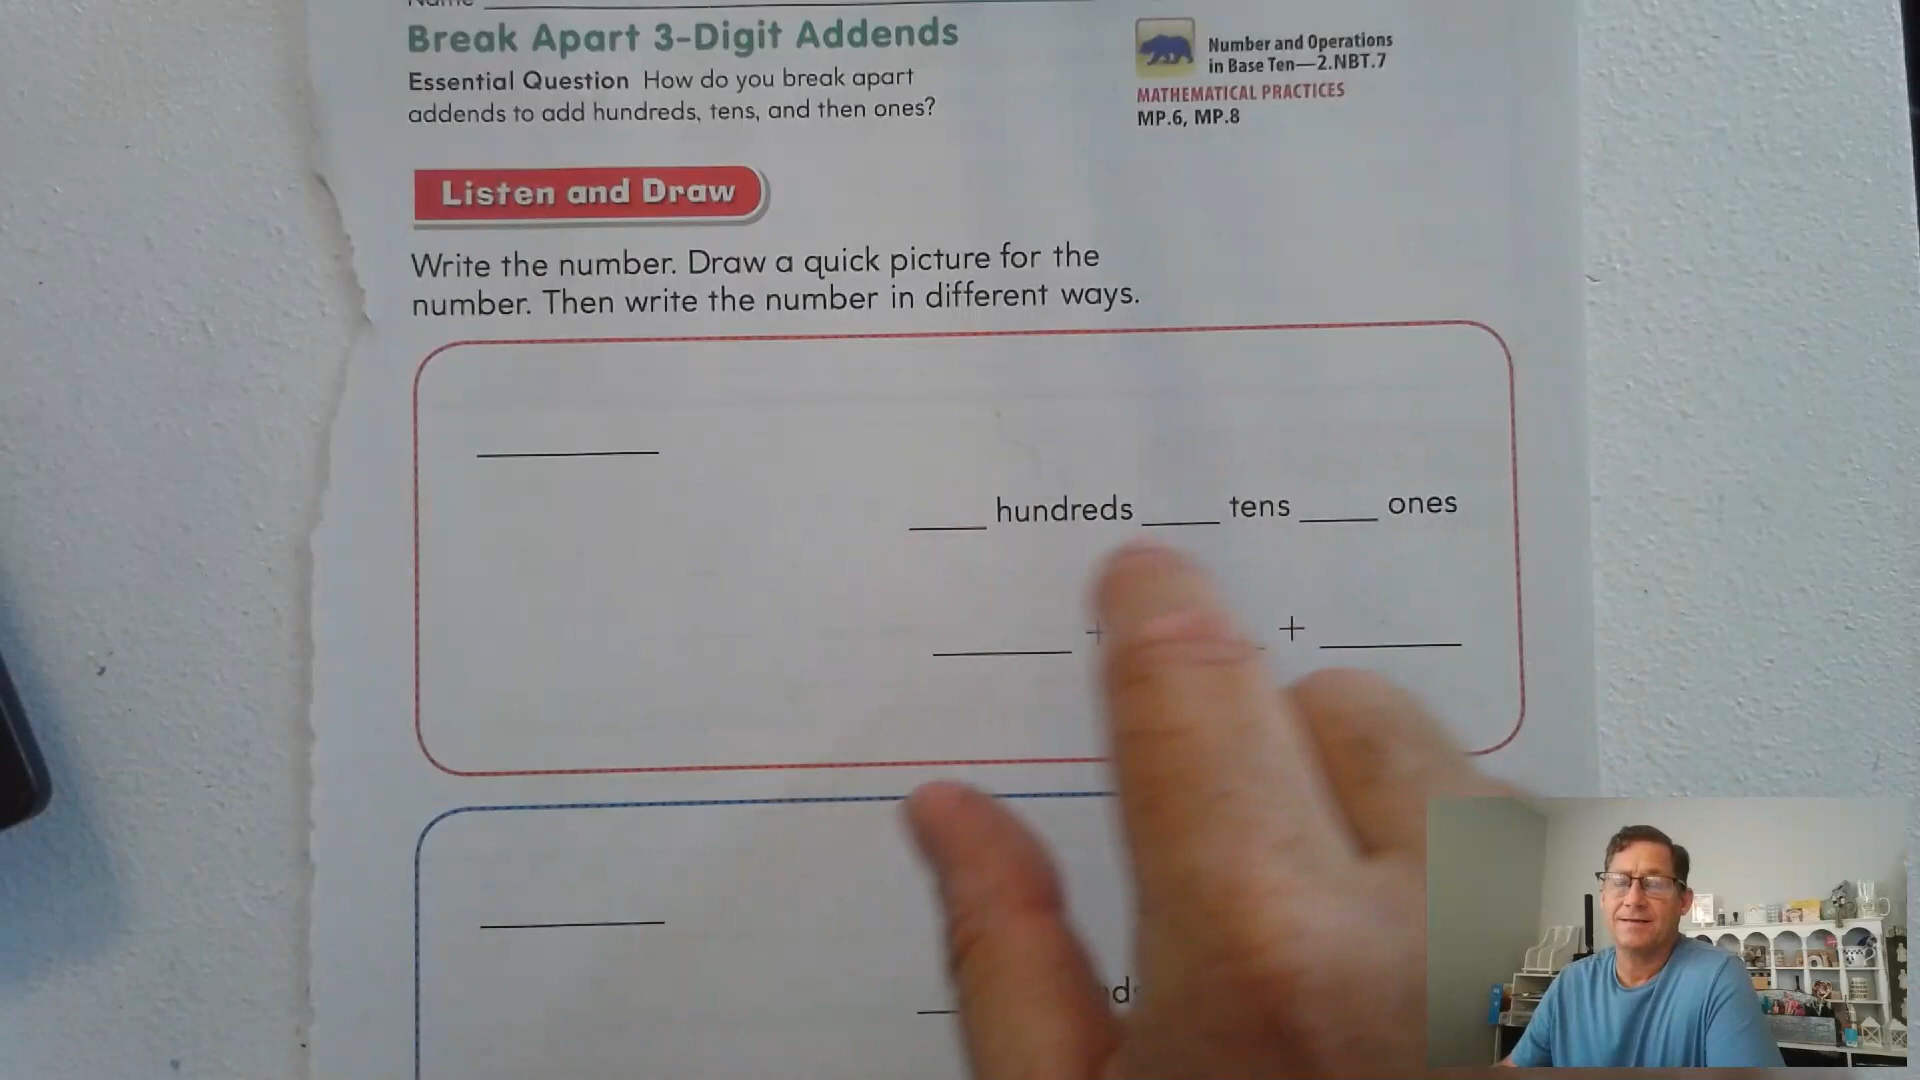 Name
Break Apart 3-Digit Addends
Essential Question How do you break apart
addends to add hundreds, tens, and then ones?
Number and Operations
in Base Ten—2.NBT.7
MATHEMATICAL PRACTICES
MP.6, MP.8
Listen and Draw
Write the number. Draw a quick picture for the
number. Then write the number in different ways.
hundreds tens ones
+ +